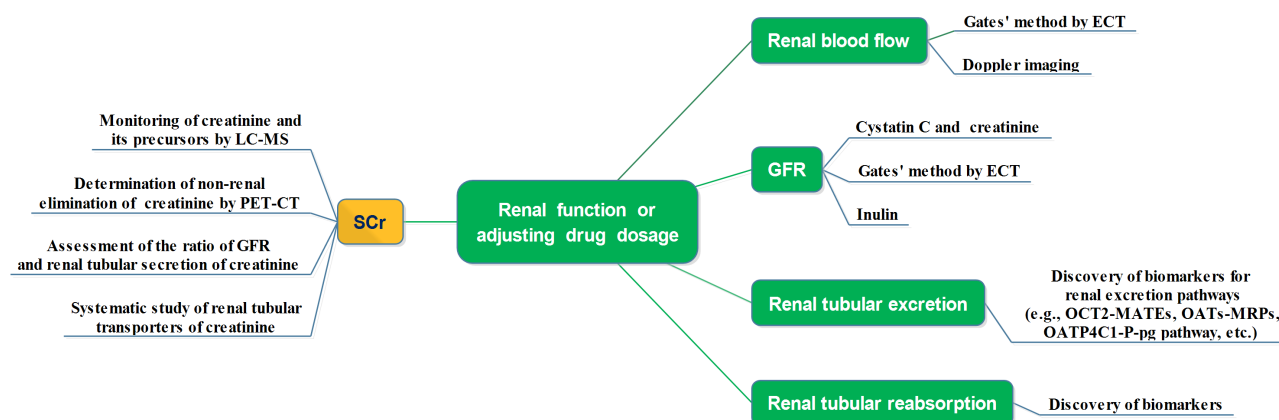 Monitoring of creatinine and
its precursors by LC-MS
Determination of non-renal
elimination of creatinine by PET-CT
Assessment of the ratio of GFR
and renal tubular secretion of creatinine
Systematic study of renal tubular
transporters of creatinine
SCr
Renal function or
adjusting drug dosage
Renal blood flow
Gates' method by ECT
Doppler imaging
GFR
Cystatin C and creatinine
Gates' method by ECT
Inulin
Renal tubular excretion
Discovery of biomarkers for
renal excretion pathways
(e.g., OCT2-MATEs, OATs-MRPs,
OATP4C1-P-pg pathway, etc.)
Renal tubular reabsorption
Discovery of biomarkers